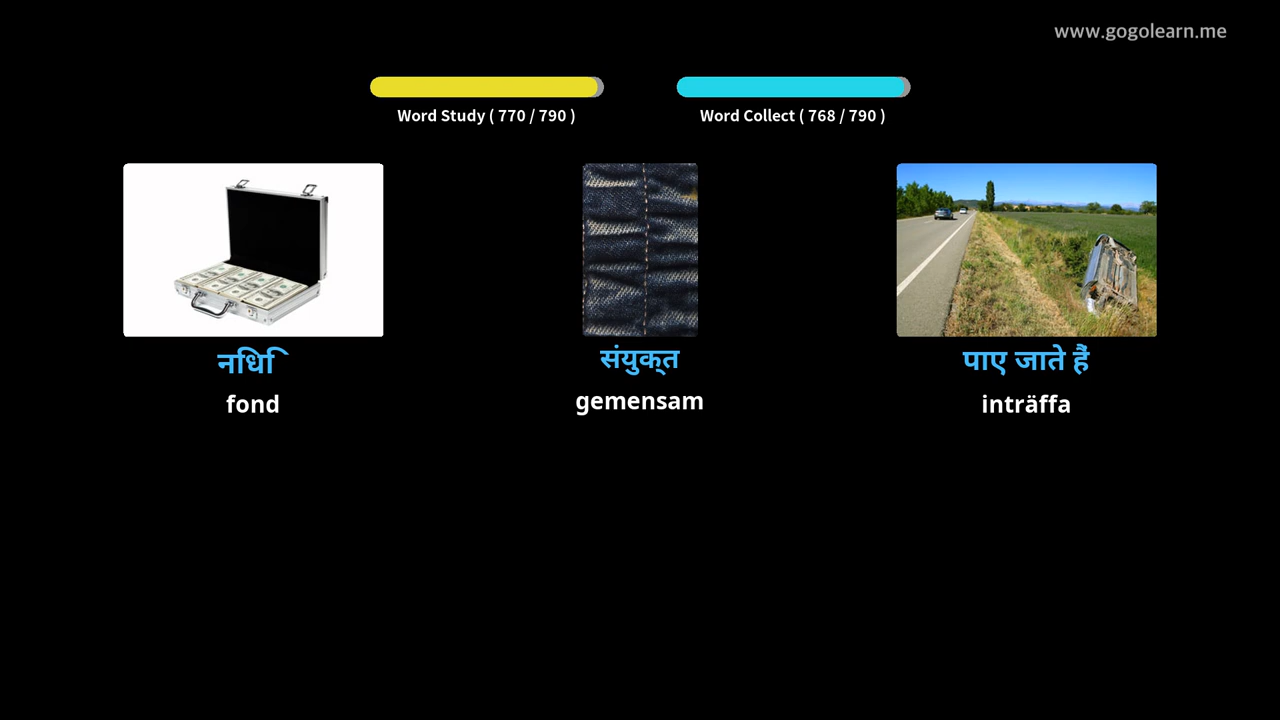 www.gogolearn.me
Word Study ( 770 / 790 )
Word Collect ( 768 / 790 )
निधि
संयुक्त
पाए जाते हैं
fond
gemensam
inträffa